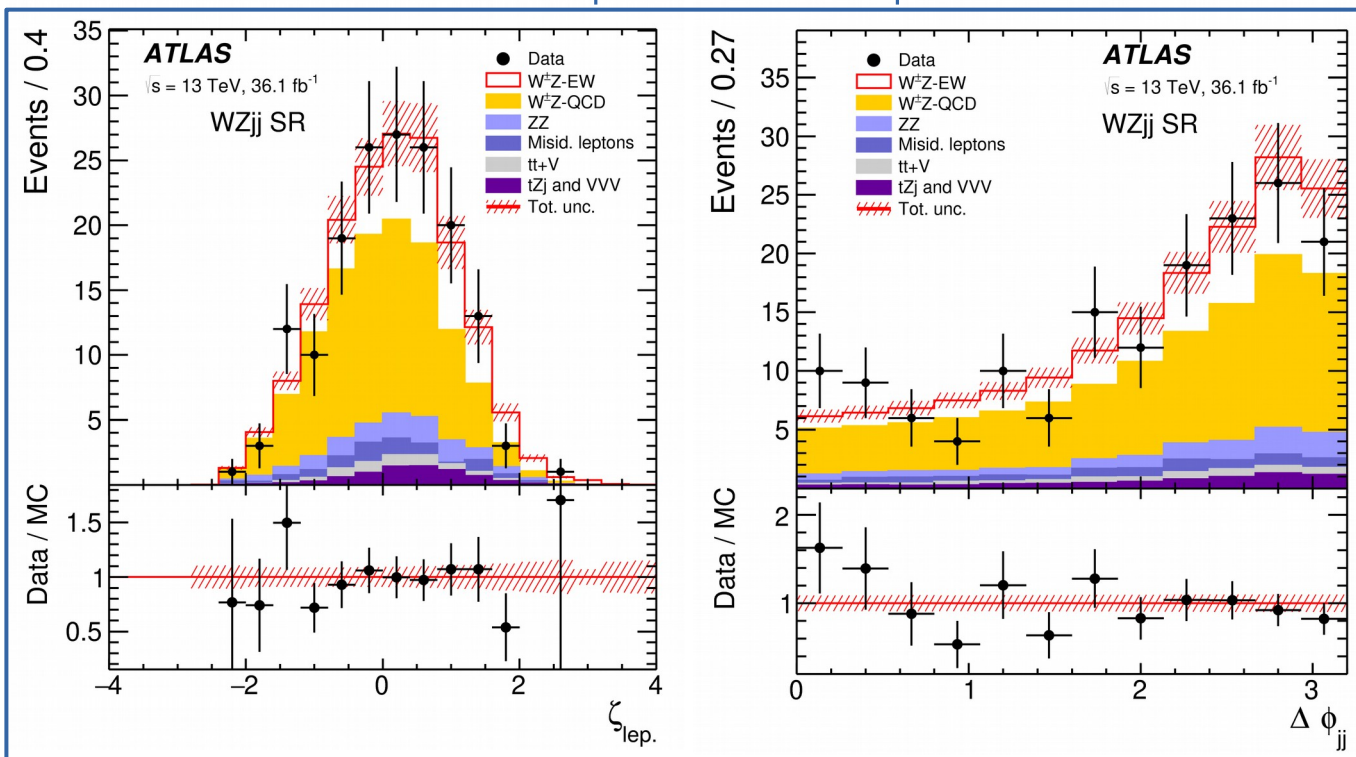 ATLAS
√s = 13 TeV, 36.1 fb⁻¹
WZjj SR
Data
W±Z-EW
W±Z-QCD
ZZ
Misid. leptons
tt+V
tZj and VVV
Tot. unc.
Events / 0.4
35
30
25
20
15
10
5
Data / MC
1.5
1
0.5
−4
−2
0
2
4
ζlep.
ATLAS
√s = 13 TeV, 36.1 fb⁻¹
WZjj SR
Data
W±Z-EW
W±Z-QCD
ZZ
Misid. leptons
tt+V
tZj and VVV
Tot. unc.
Events / 0.27
35
30
25
20
15
10
5
Data / MC
2
1
0
1
2
3
Δ ϕjj